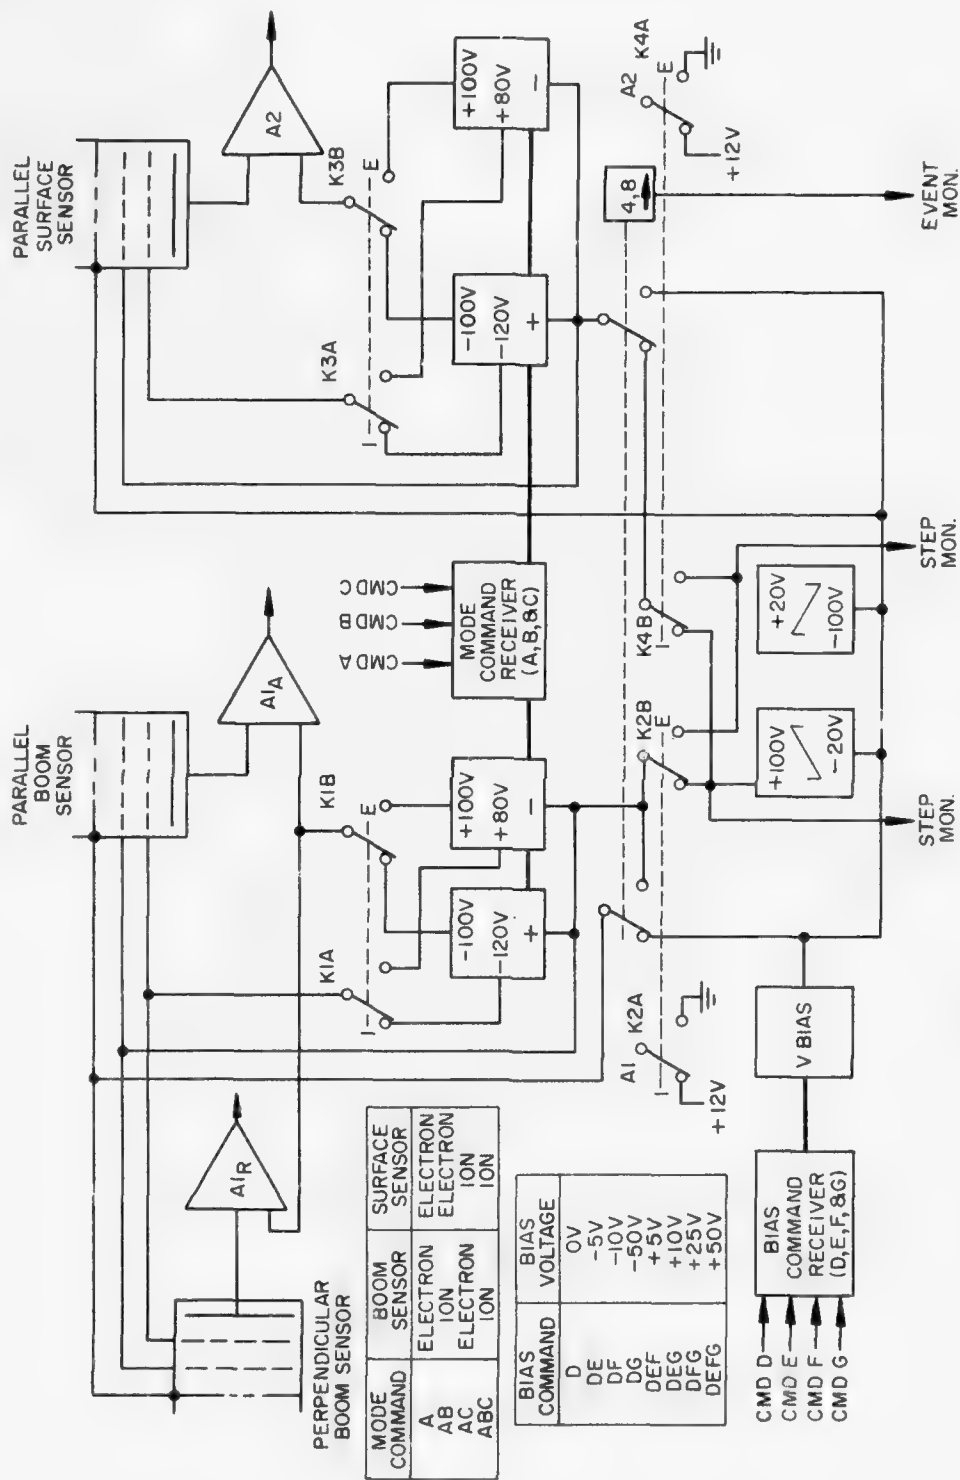 PERPENDICULAR
BOOM SENSOR
A1R
PARALLEL
BOOM
SENSOR
A1A
PARALLEL
SURFACE
SENSOR
A2
K1A
K1B
I
E
-100V
-120V
+
+100V
+80V
-
CMD A
CMD B
CMD C
MODE
COMMAND
RECEIVER
(A, B, & C)
K3A
K3B
I
E
-100V
-120V
+
+100V
+80V
-
A1
K2A
+12V
I
K2B
E
K4B
I
4,8
A2
K4A
E
+12V
+100V
-20V
+20V
-100V
STEP
MON.
STEP
MON.
EVENT
MON.
V BIAS
BIAS
COMMAND
RECEIVER
(D, E, F, & G)
CMD D
CMD E
CMD F
CMD G
MODE
COMMAND
BOOM
SENSOR
SURFACE
SENSOR
A ELECTRON ELECTRON
AB ION ELECTRON
AC ELECTRON ION
ABC ION ION
BIAS
COMMAND
BIAS
VOLTAGE
D 0V
DE -5V
DF -10V
DG -50V
DEF +5V
DEG +10V
DFG +25V
DEFG +50V